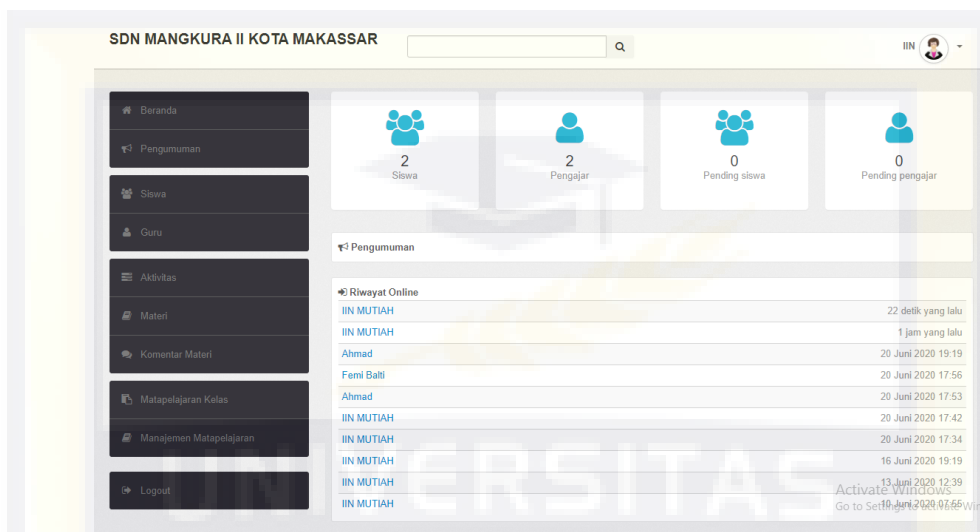 SDN MANGKURA II KOTA MAKASSAR
IIN
Beranda
Pengumuman
Siswa
Guru
Aktivitas
Materi
Komentar Materi
Matapelajaran Kelas
Manajemen Matapelajaran
Logout
2
Siswa
2
Pengajar
0
Pending siswa
0
Pending pengajar
Pengumuman
Riwayat Online
IIN MUTIAH 22 detik yang lalu
IIN MUTIAH 1 jam yang lalu
Ahmad 20 Juni 2020 19:19
Femi Balti 20 Juni 2020 17:56
Ahmad 20 Juni 2020 17:53
IIN MUTIAH 20 Juni 2020 17:42
IIN MUTIAH 20 Juni 2020 17:34
IIN MUTIAH 16 Juni 2020 19:19
IIN MUTIAH 13 Juni 2020 12:39
IIN MUTIAH 10 Juni 2020 07:55
Activate Windows
Go to Settings to activate
UNIVERSITAS